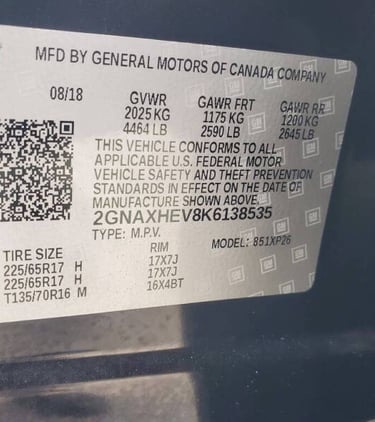 MFD BY GENERAL MOTORS OF CANADA COMPANY
08/18 GVWR GAWR FRT GAWR RR
2025 KG 1175 KG 1200 KG
4464 LB 2590 LB 2645 LB
THIS VEHICLE CONFORMS TO ALL
APPLICABLE U.S. FEDERAL MOTOR
VEHICLE SAFETY AND THEFT PREVENTION
STANDARDS IN EFFECT ON THE DATE OF
MANUFACTURE SHOWN ABOVE.
2GNAXHEV8K6138535
TYPE: M.P.V. MODEL: 851XP26
TIRE SIZE RIM
225/65R17 H 17X7J
225/65R17 H 17X7J
T135/70R16 M 16X4BT